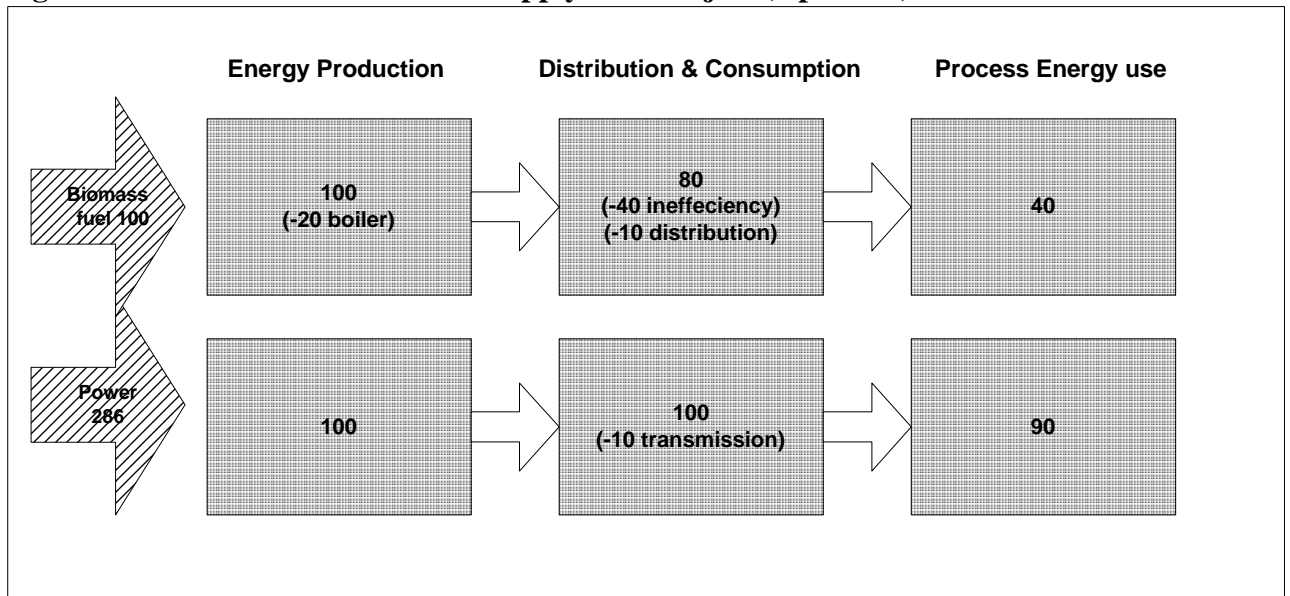 Energy Production Distribution & Consumption Process Energy use
Biomass
fuel 100
100
(-20 boiler)
80
(-40 ineffeciency)
(-10 distribution)
40
Power
286
100
100
(-10 transmission)
90